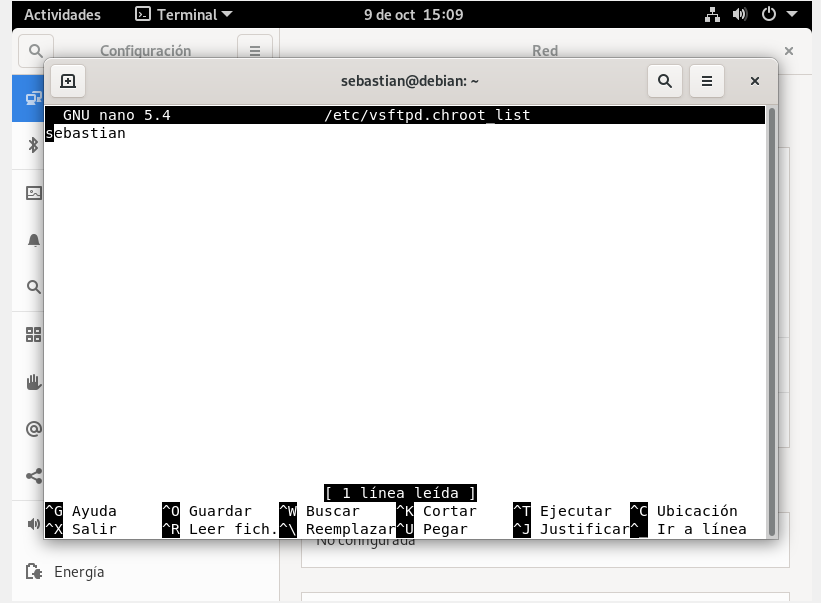 Actividades Terminal 9 de oct 15:09
Configuración Red
sebastian@debian: ~
GNU nano 5.4 /etc/vsftpd.chroot_list
sebastian
[ 1 línea leída ]
^G Ayuda ^O Guardar ^W Buscar ^K Cortar ^T Ejecutar ^C Ubicación
^X Salir ^R Leer fich. ^\ Reemplazar ^U Pegar ^J Justificar ^_ Ir a línea
No configurada
Energía